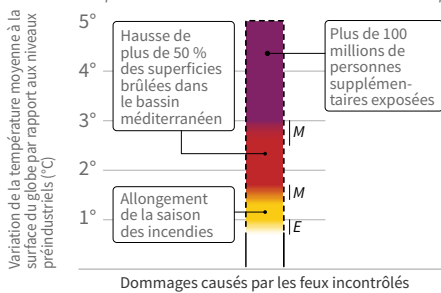 Variation de la température moyenne à la
surface du globe par rapport aux niveaux
préindustriels (°C)
5°
4°
3°
2°
1°
Hausse de
plus de 50 %
des superficies
brûlées dans
le bassin
méditerranéen
Plus de 100
millions de
personnes
supplémen-
taires exposées
Allongement
de la saison
des incendies
M
M
E
Dommages causés par les feux incontrôlés